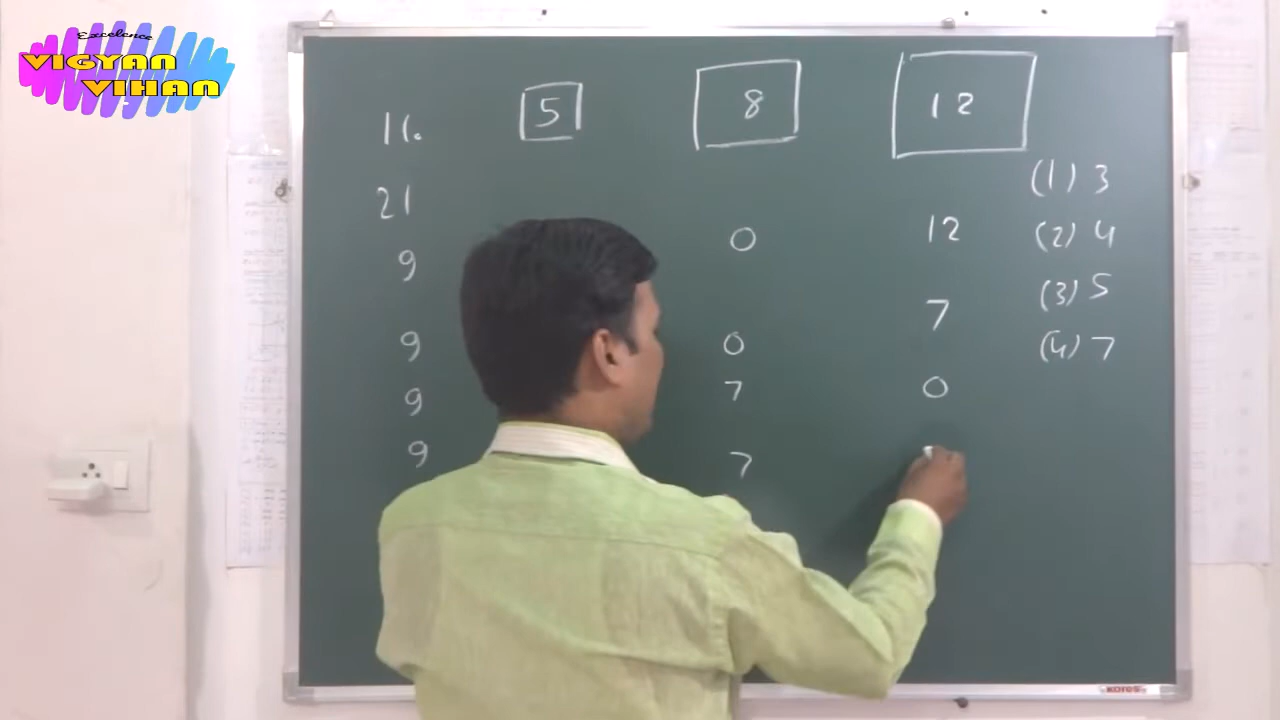 Excelence
VIGYAN
VIHAN
11. 5 8 12
(1) 3
21
0 12 (2) 4
9
7 (3) 5
9 0 (4) 7
9 7 0
9 7
KORES